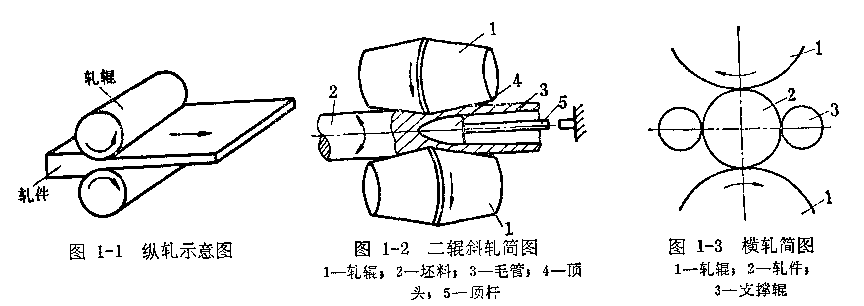 轧辊
轧件
图 1-1 纵轧示意图
1
2
4
3
5
1
图 1-2 二辊斜轧简图
1—轧辊；2—坯料；3—毛管；4—顶
头；5—顶杆
1
2
3
1
图 1-3 横轧简图
1—轧辊；2—轧件；
3—支撑辊